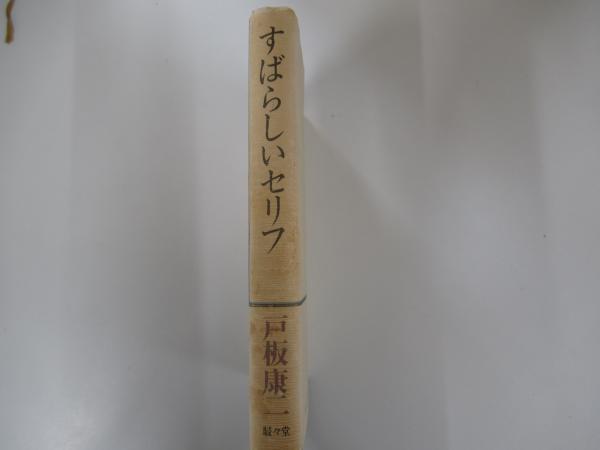 すばらしいセリフ
戸板康二
駸々堂